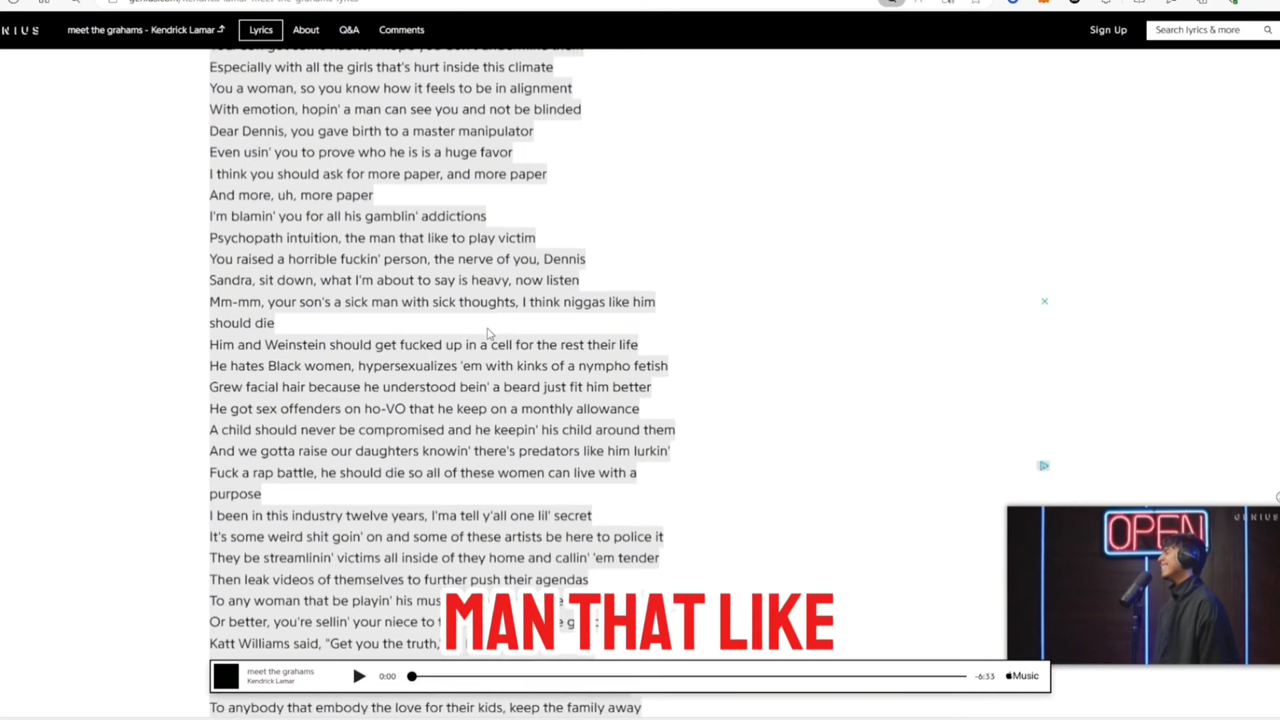 NIUS
meet the grahams - Kendrick Lamar
Lyrics
About
Q&A
Comments
Sign Up
Search lyrics & more
Especially with all the girls that's hurt inside this climate
You a woman, so you know how it feels to be in alignment
With emotion, hopin' a man can see you and not be blinded
Dear Dennis, you gave birth to a master manipulator
Even usin' you to prove who he is is a huge favor
I think you should ask for more paper, and more paper
And more, uh, more paper
I'm blamin' you for all his gamblin' addictions
Psychopath intuition, the man that like to play victim
You raised a horrible fuckin' person, the nerve of you, Dennis
Sandra, sit down, what I'm about to say is heavy, now listen
Mm-mm, your son's a sick man with sick thoughts, I think niggas like him
should die
Him and Weinstein should get fucked up in a cell for the rest their life
He hates Black women, hypersexualizes 'em with kinks of a nympho fetish
Grew facial hair because he understood bein' a beard just fit him better
He got sex offenders on ho-VO that he keep on a monthly allowance
A child should never be compromised and he keepin' his child around them
And we gotta raise our daughters knowin' there's predators like him lurkin'
Fuck a rap battle, he should die so all of these women can live with a
purpose
I been in this industry twelve years, I'ma tell y'all one lil' secret
It's some weird shit goin' on and some of these artists be here to police it
They be streamlinin' victims all inside of they home and callin' 'em tender
Then leak videos of themselves to further push their agendas
To any woman that be playin' his mus
Or better, you're sellin' your niece to
Katt Williams said, "Get you the truth,"
MAN THAT LIKE
OPEN
GENIUS
meet the grahams
Kendrick Lamar
0:00
-6:33
Music
To anybody that embody the love for their kids, keep the family away